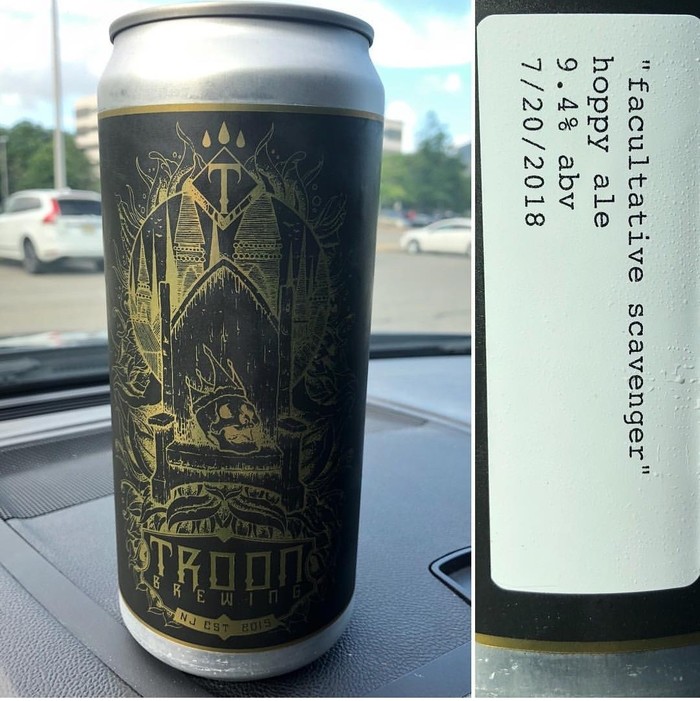 T
TROON
BREWING
NJ EST 2015
"facultative scavenger"
hoppy ale
9.4% abv
7/20/2018